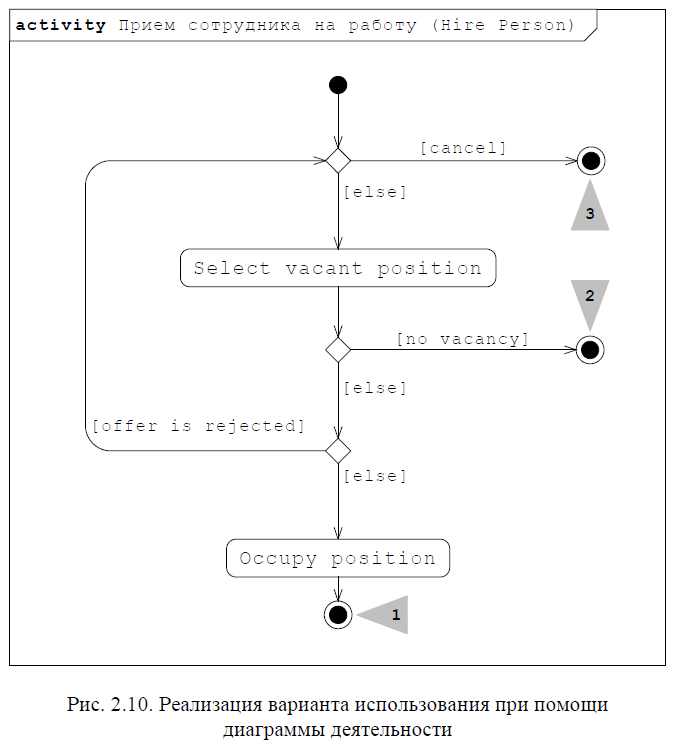 activity Прием сотрудника на работу (Hire Person)
[cancel]
[else]
3
Select vacant position
2
[no vacancy]
[else]
[offer is rejected]
[else]
Occupy position
1
Рис. 2.10. Реализация варианта использования при помощи
диаграммы деятельности